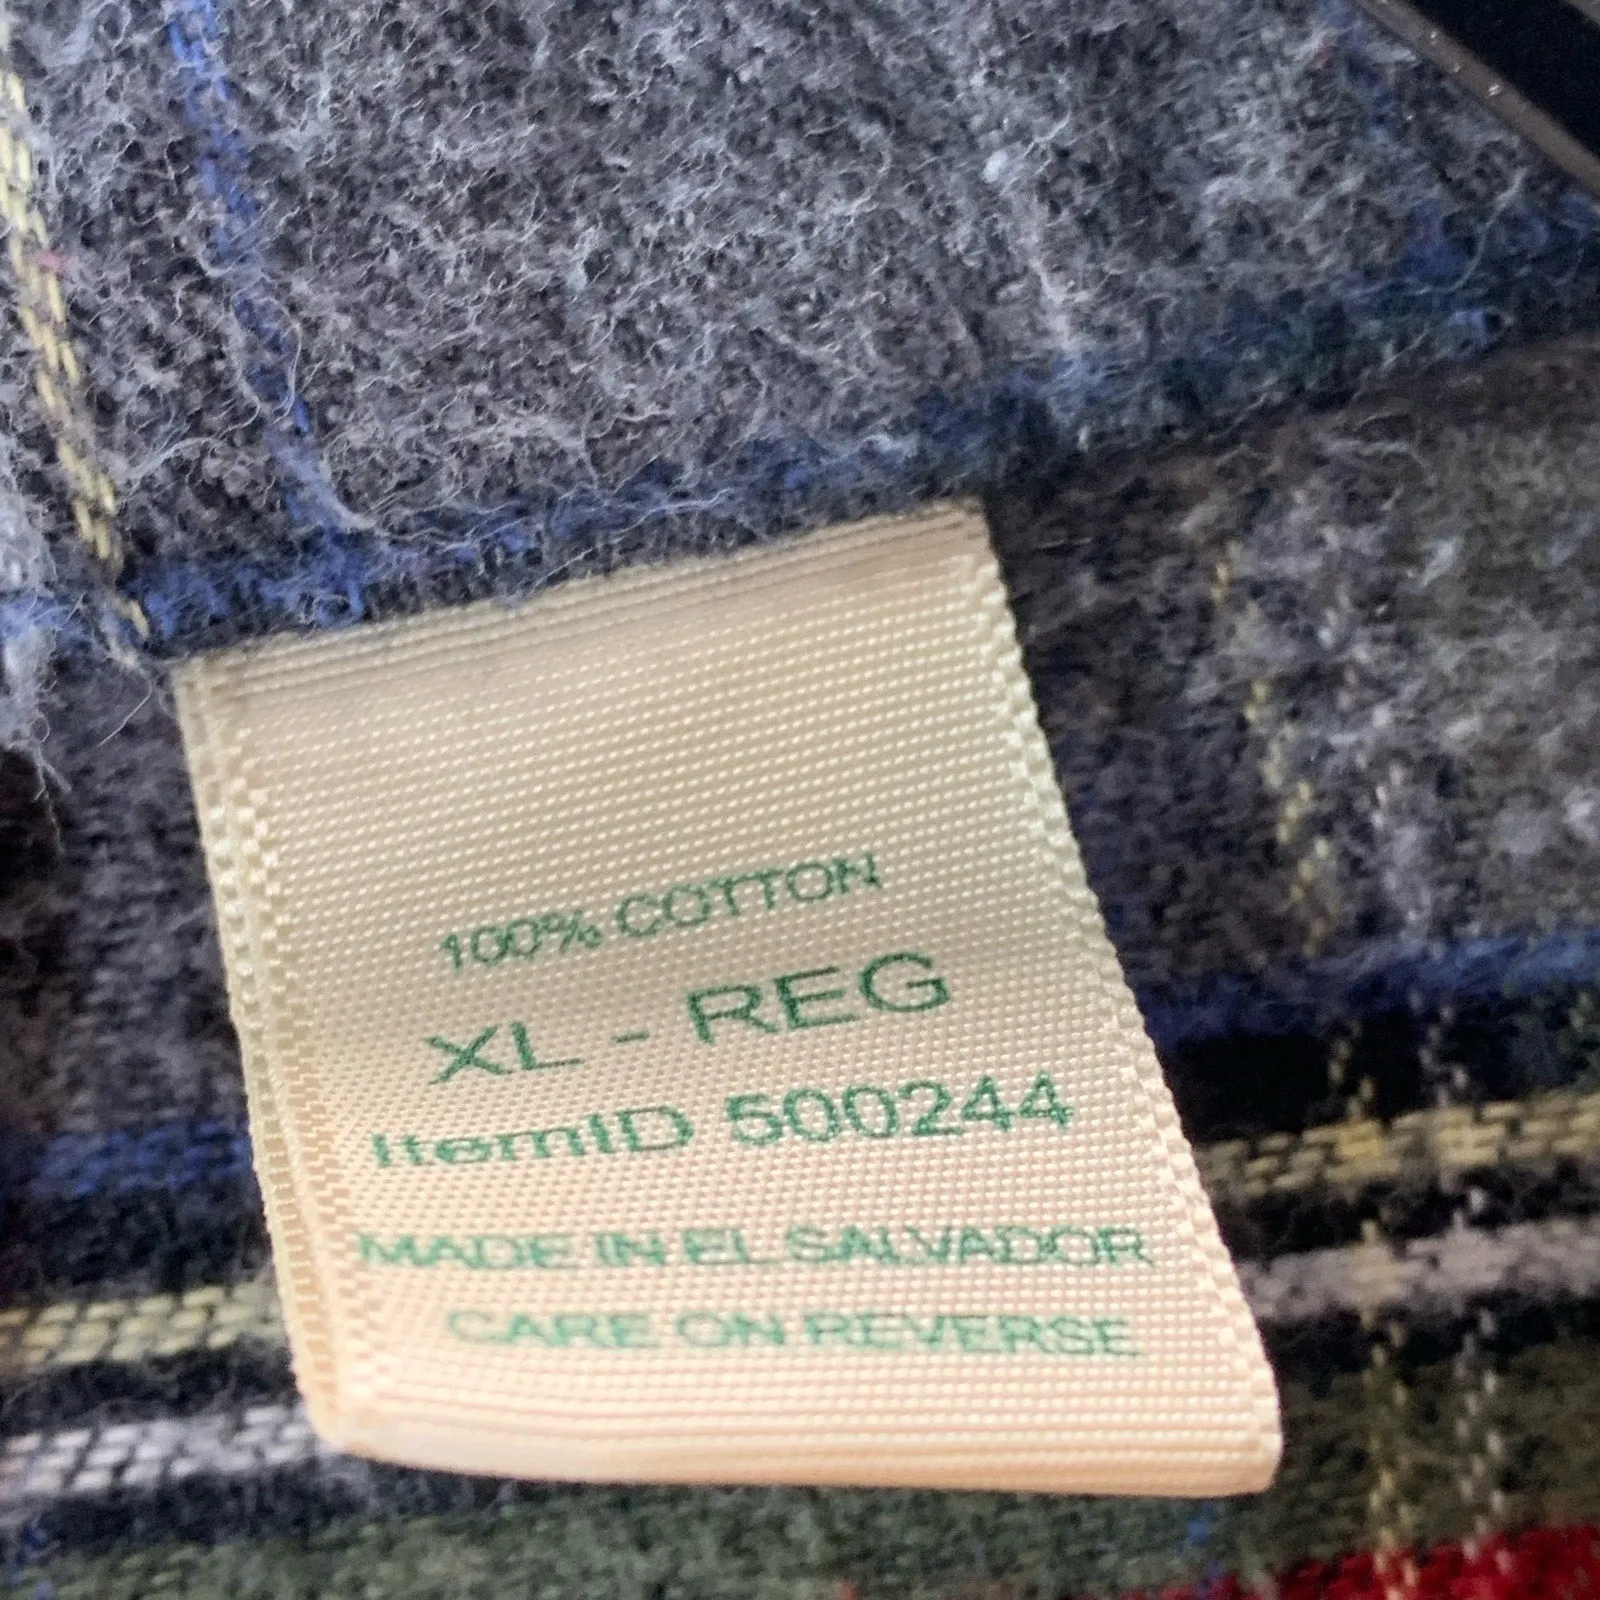 100% COTTON
XL - REG
ItemID 500244
MADE IN EL SALVADOR
CARE ON REVERSE